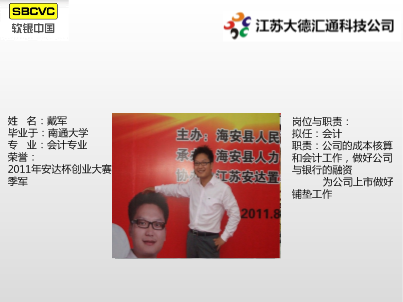 SBCVC
软银中国
江苏大德汇通科技公司
姓 名：戴军
毕业于：南通大学
专 业：会计专业
荣誉：
2011年安达杯创业大赛
季军
主办：海安县人民
承 海安县人力
协 江苏安达置
2011.8
岗位与职责：
拟任：会计
职责：公司的成本核算
和会计工作，做好公司
与银行的融资
为公司上市做好
铺垫工作